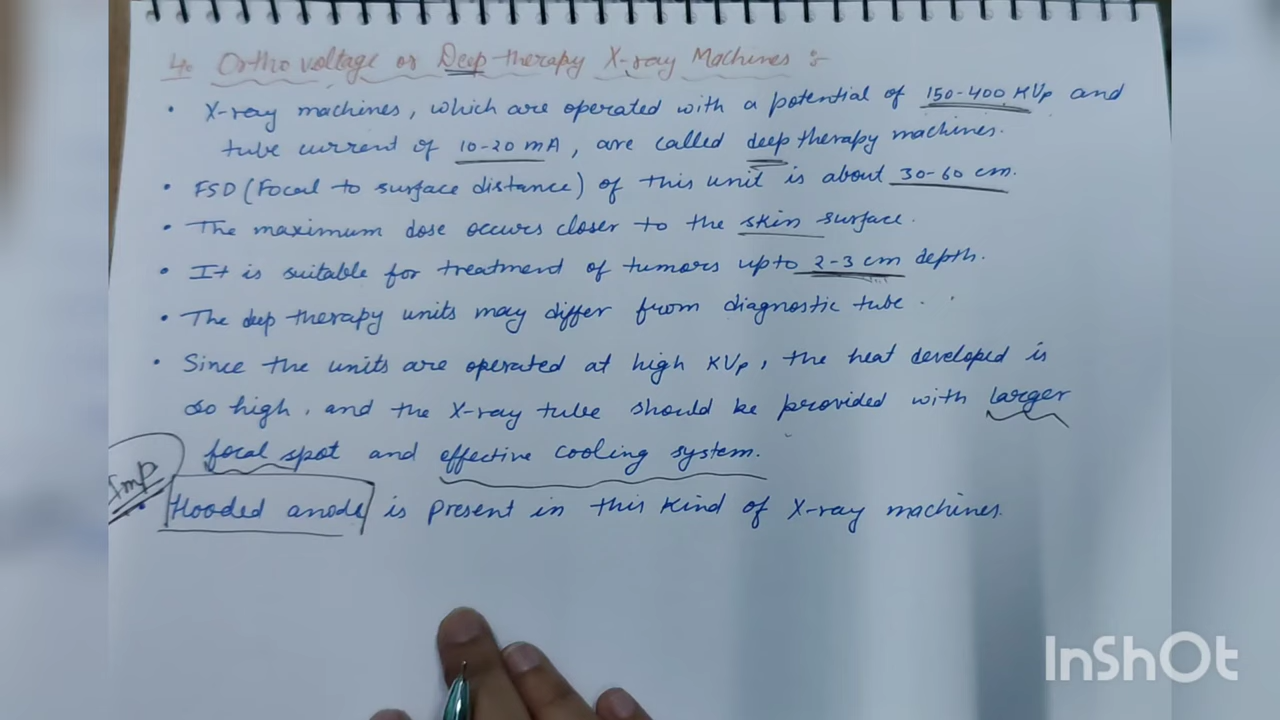 4. Ortho voltage or Deep therapy X-ray Machines :-
• X-ray machines, which are operated with a potential of 150-400 KVp and
tube current of 10-20 mA, are called deep therapy machines.
• FSD (Focal to surface distance) of this unit is about 30-60 cm.
• The maximum dose occurs closer to the skin surface.
• It is suitable for treatment of tumors upto 2-3 cm depth.
• The deep therapy units may differ from diagnostic tube.
• Since the units are operated at high KVp, the heat developed is
so high, and the X-ray tube should be provided with larger
focal spot and effective cooling system.
Imp
• Hooded anode is present in this kind of X-ray machines.
InShOt